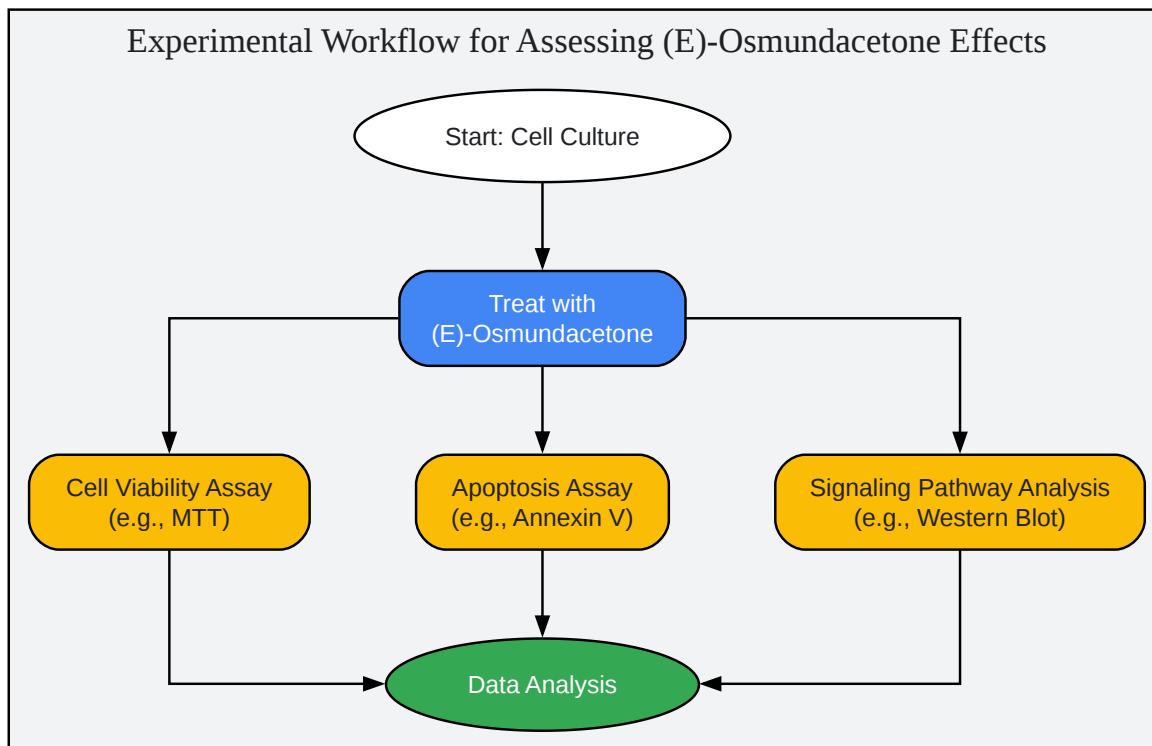 Experimental Workflow for Assessing (E)-Osmundacetone Effects
Start: Cell Culture
Treat with
(E)-Osmundacetone
Cell Viability Assay
(e.g., MTT)
Apoptosis Assay
(e.g., Annexin V)
Signaling Pathway Analysis
(e.g., Western Blot)
Data Analysis